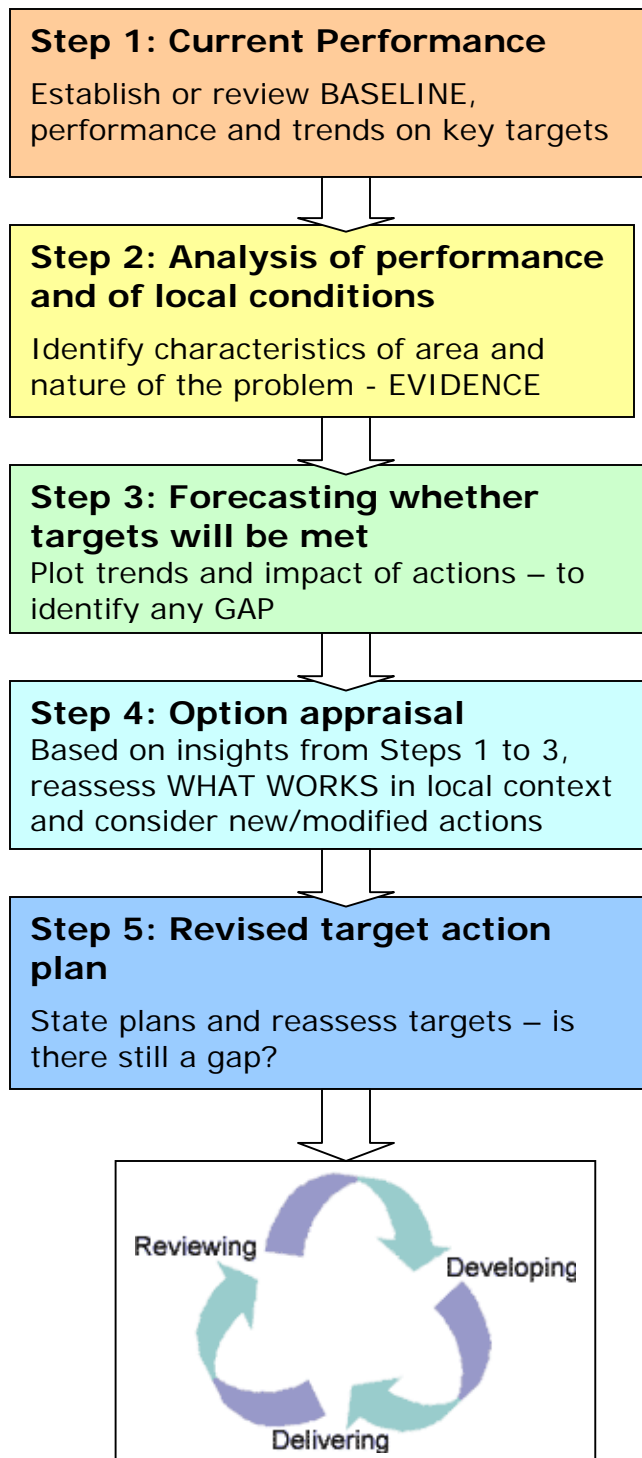 Step 1: Current Performance
Establish or review BASELINE,
performance and trends on key targets
Step 2: Analysis of performance
and of local conditions
Identify characteristics of area and
nature of the problem - EVIDENCE
Step 3: Forecasting whether
targets will be met
Plot trends and impact of actions – to
identify any GAP
Step 4: Option appraisal
Based on insights from Steps 1 to 3,
reassess WHAT WORKS in local context
and consider new/modified actions
Step 5: Revised target action
plan
State plans and reassess targets – is
there still a gap?
Reviewing
Developing
Delivering